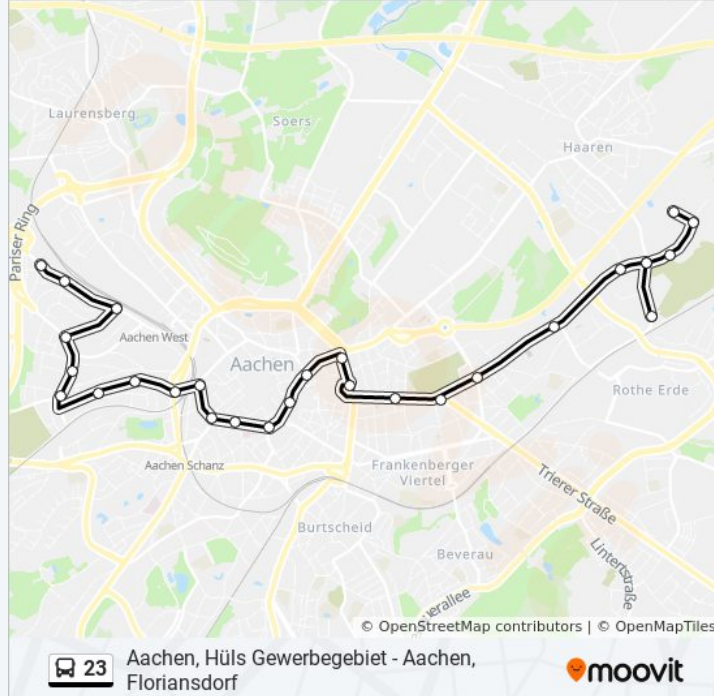 Laurensberg
Soers
Haaren
Pariser Ring
Aachen West
Aachen
Rothe Erde
Aachen Schanz
Frankenberger
Viertel
Trierer Straße
Burtscheid
Lintertstraße
Beverau
uerallee
© OpenStreetMap contributors | © OpenMapTiles
23
Aachen, Hüls Gewerbegebiet - Aachen,
Floriansdorf
moovit